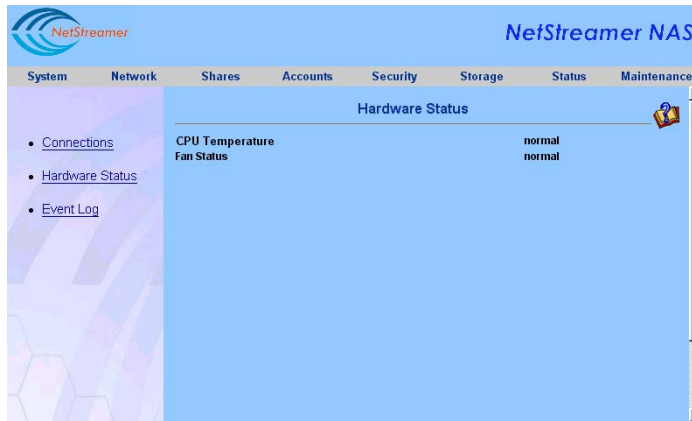 NetStreamer
NetStreamer NAS
System Network Shares Accounts Security Storage Status Maintenance
Hardware Status
Connections
Hardware Status
Event Log
CPU Temperature normal
Fan Status normal